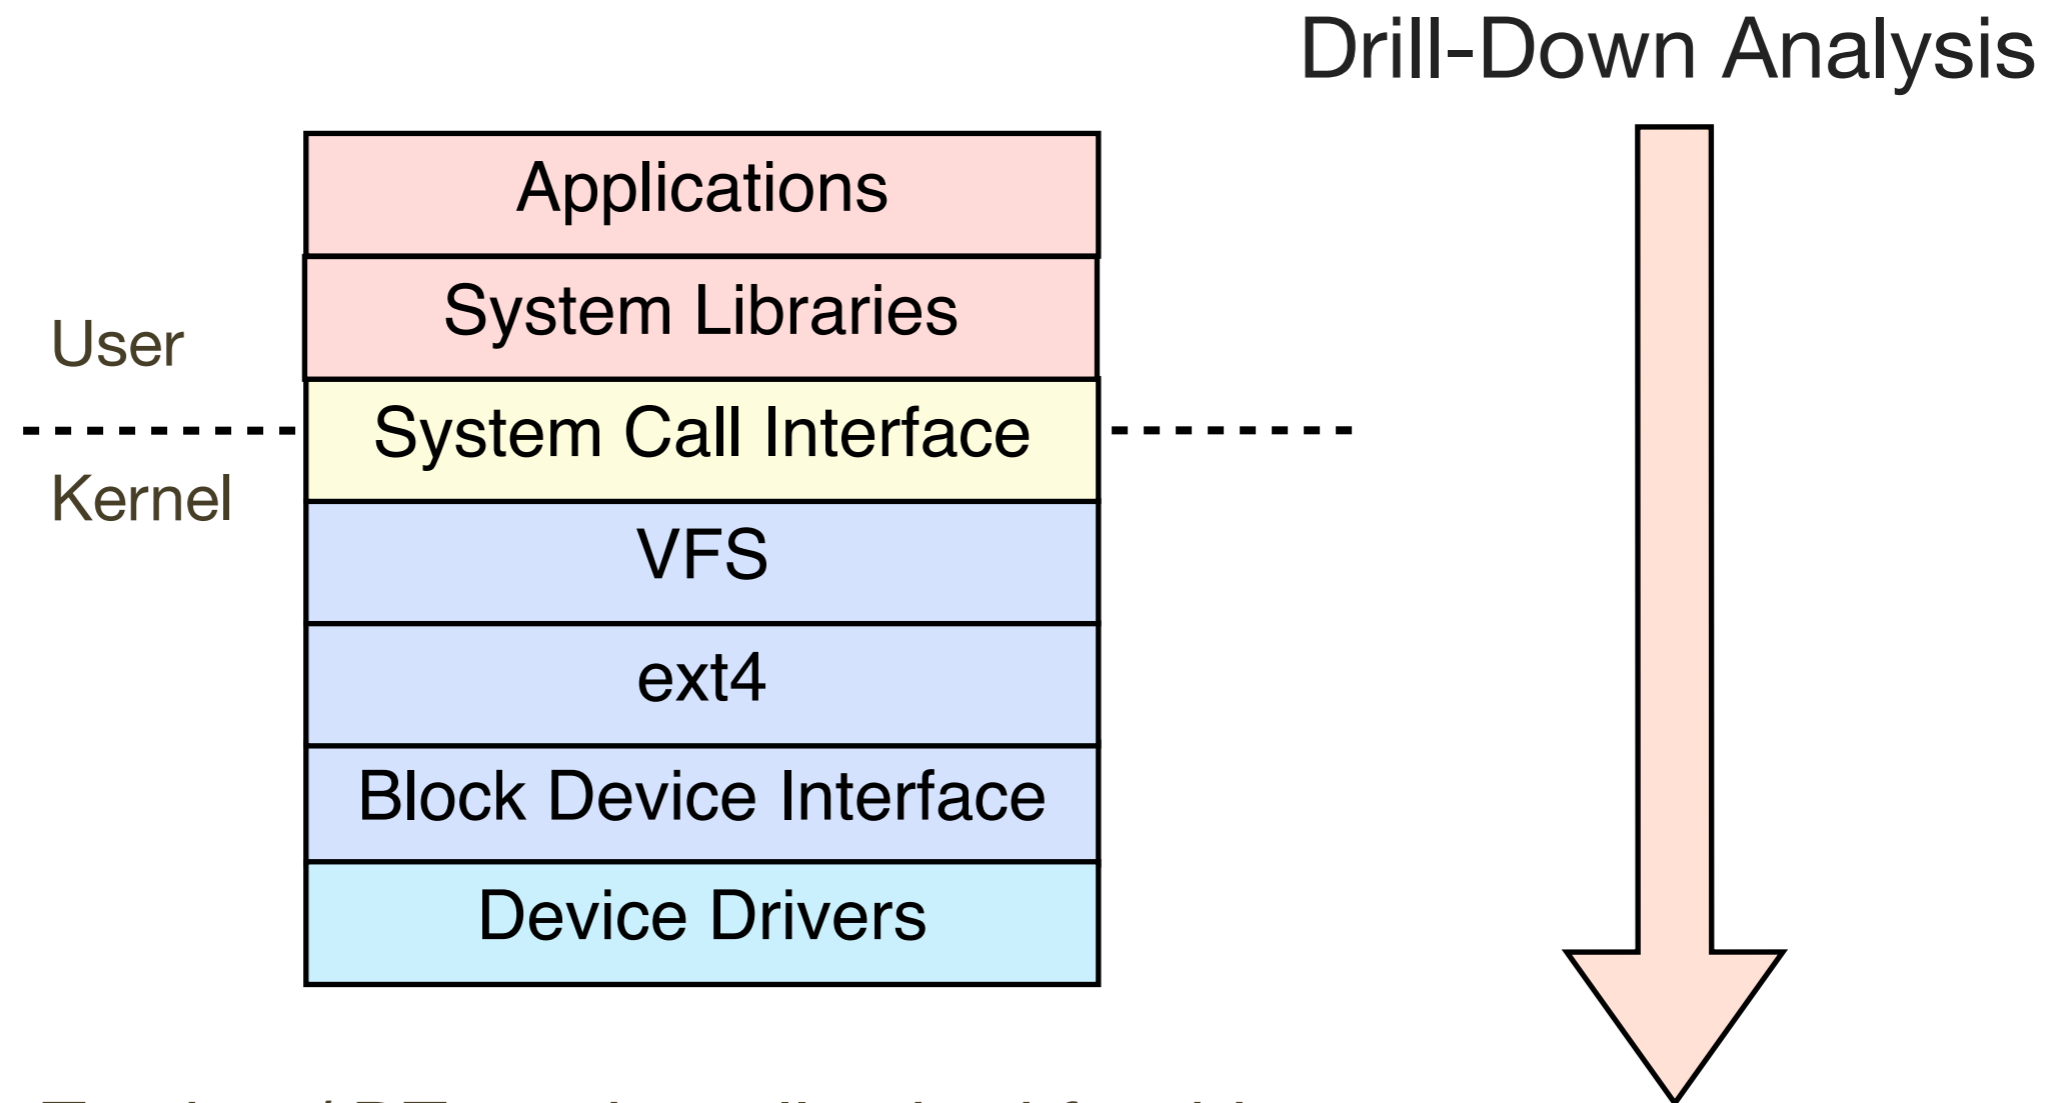 Drill-Down Analysis
Applications
System Libraries
User
System Call Interface
Kernel
VFS
ext4
Block Device Interface
Device Drivers